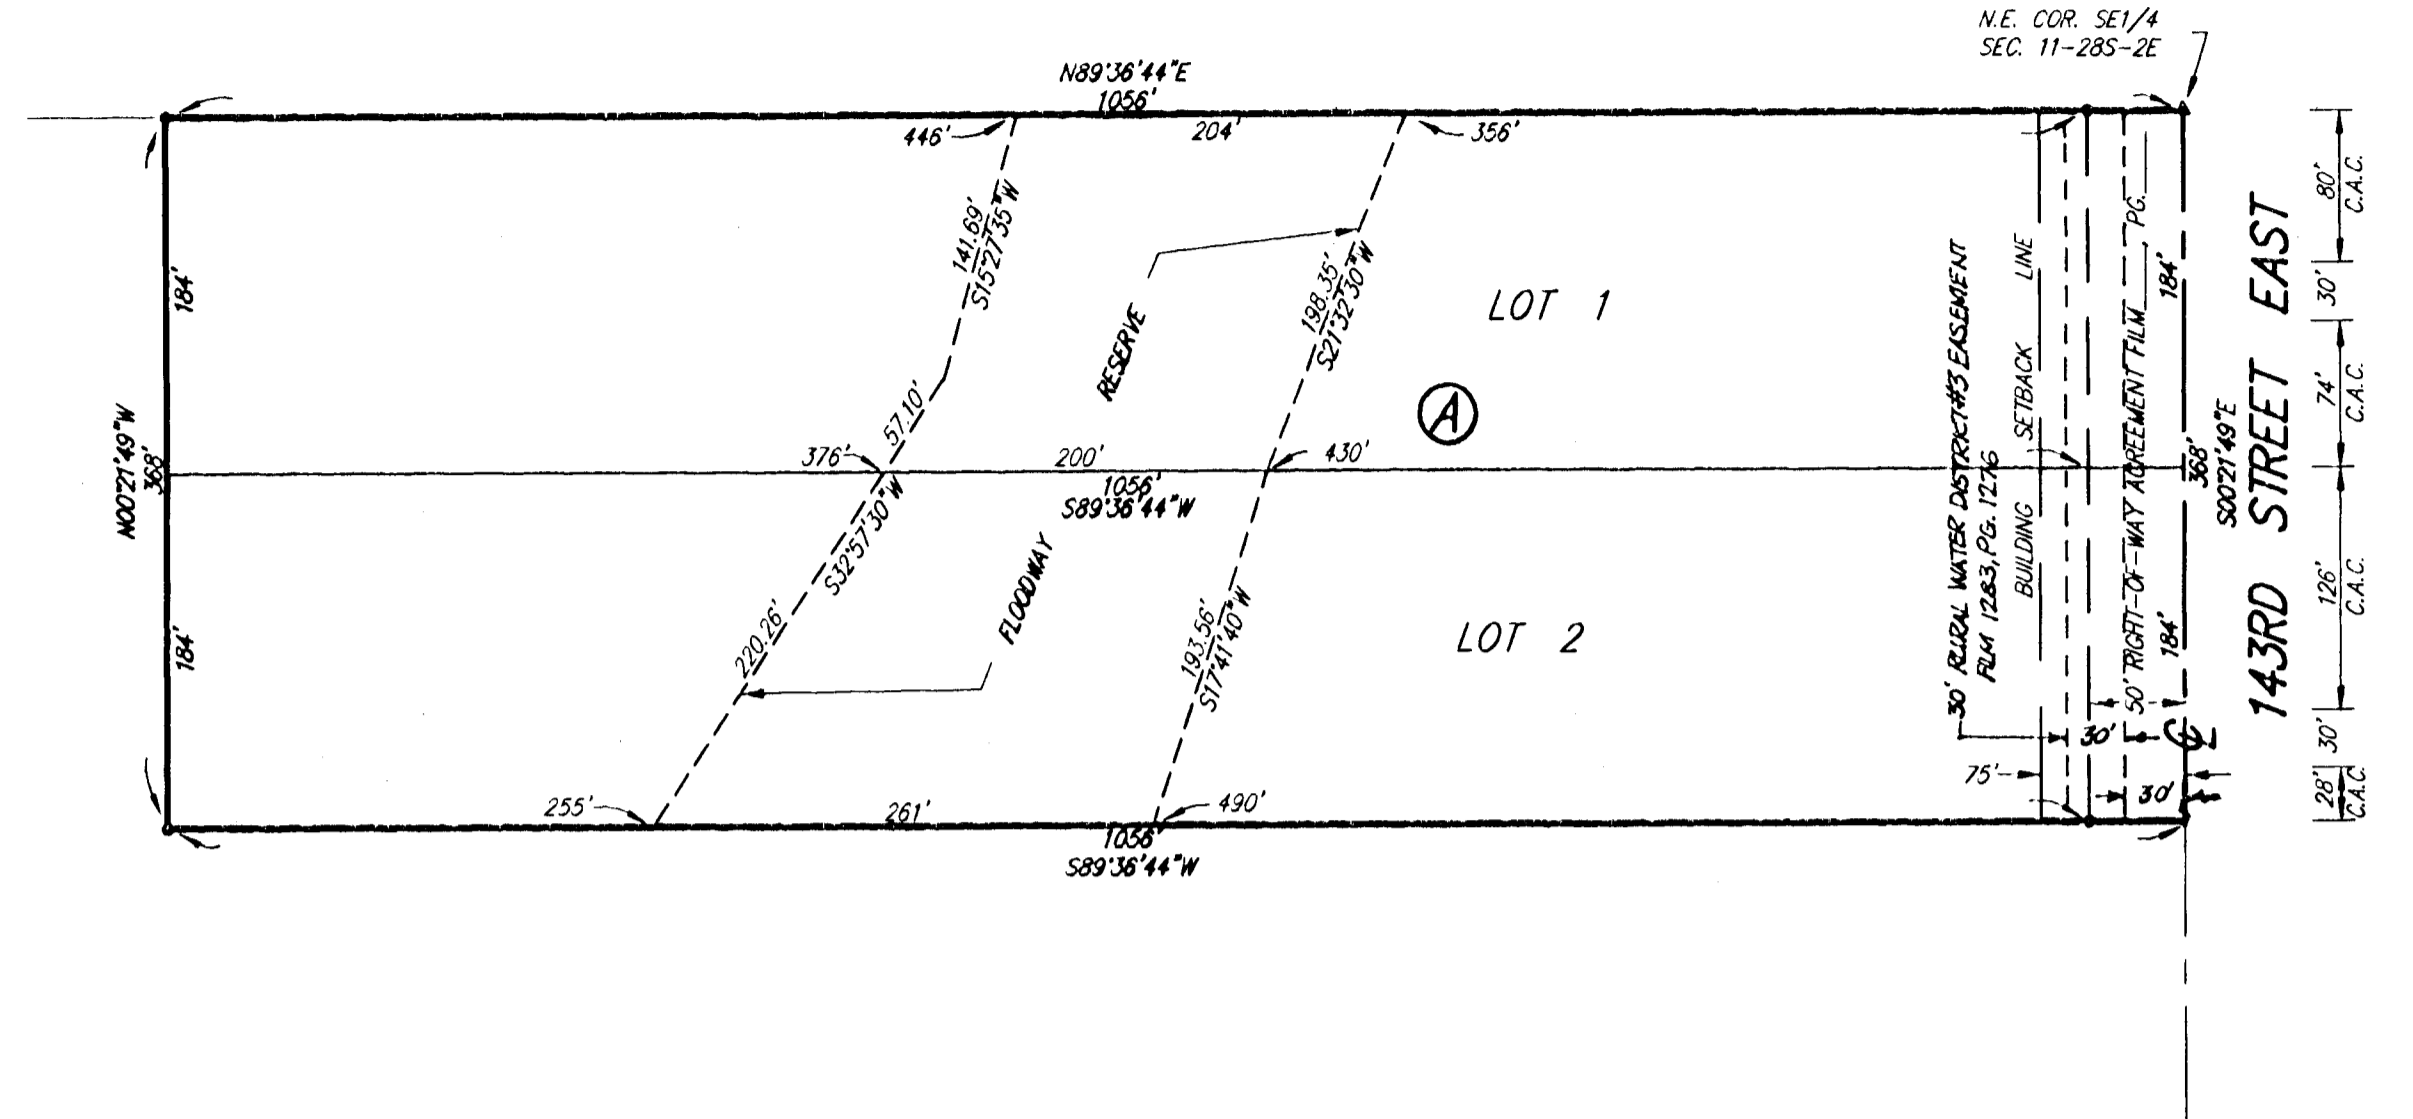 N.E. COR. SE1/4
SEC. 11-28S-2E
N89°36'44"E
1056'
446'
204'
356'
141.69'
S15°27'35"W
198.35'
S21°32'30"W
RESERVE
LOT 1
A
184'
N00°21'49"W
368'
57.10'
376'
200'
430'
1056'
S89°36'44"W
S32°57'30"W
220.26'
FLOODWAY
193.56'
S17°41'40"W
LOT 2
184'
255'
261'
490'
1056'
S89°36'44"W
30' RURAL WATER DISTRICT #3 EASEMENT
FILM 1283, PG. 1276
BUILDING SETBACK LINE
50' RIGHT-OF-WAY AGREEMENT FILM____, PG.____
184'
184'
368'
S00°21'49"E
30'
75'
30'
143RD STREET EAST
80'
C.A.C.
30'
74'
C.A.C.
126'
C.A.C.
30'
28'
C.A.C.